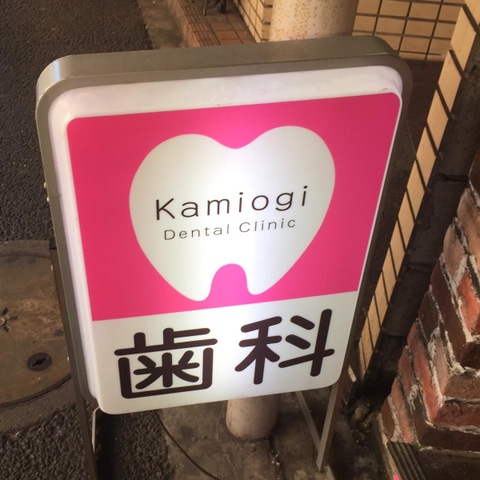 Kamiogi
Dental Clinic
歯科